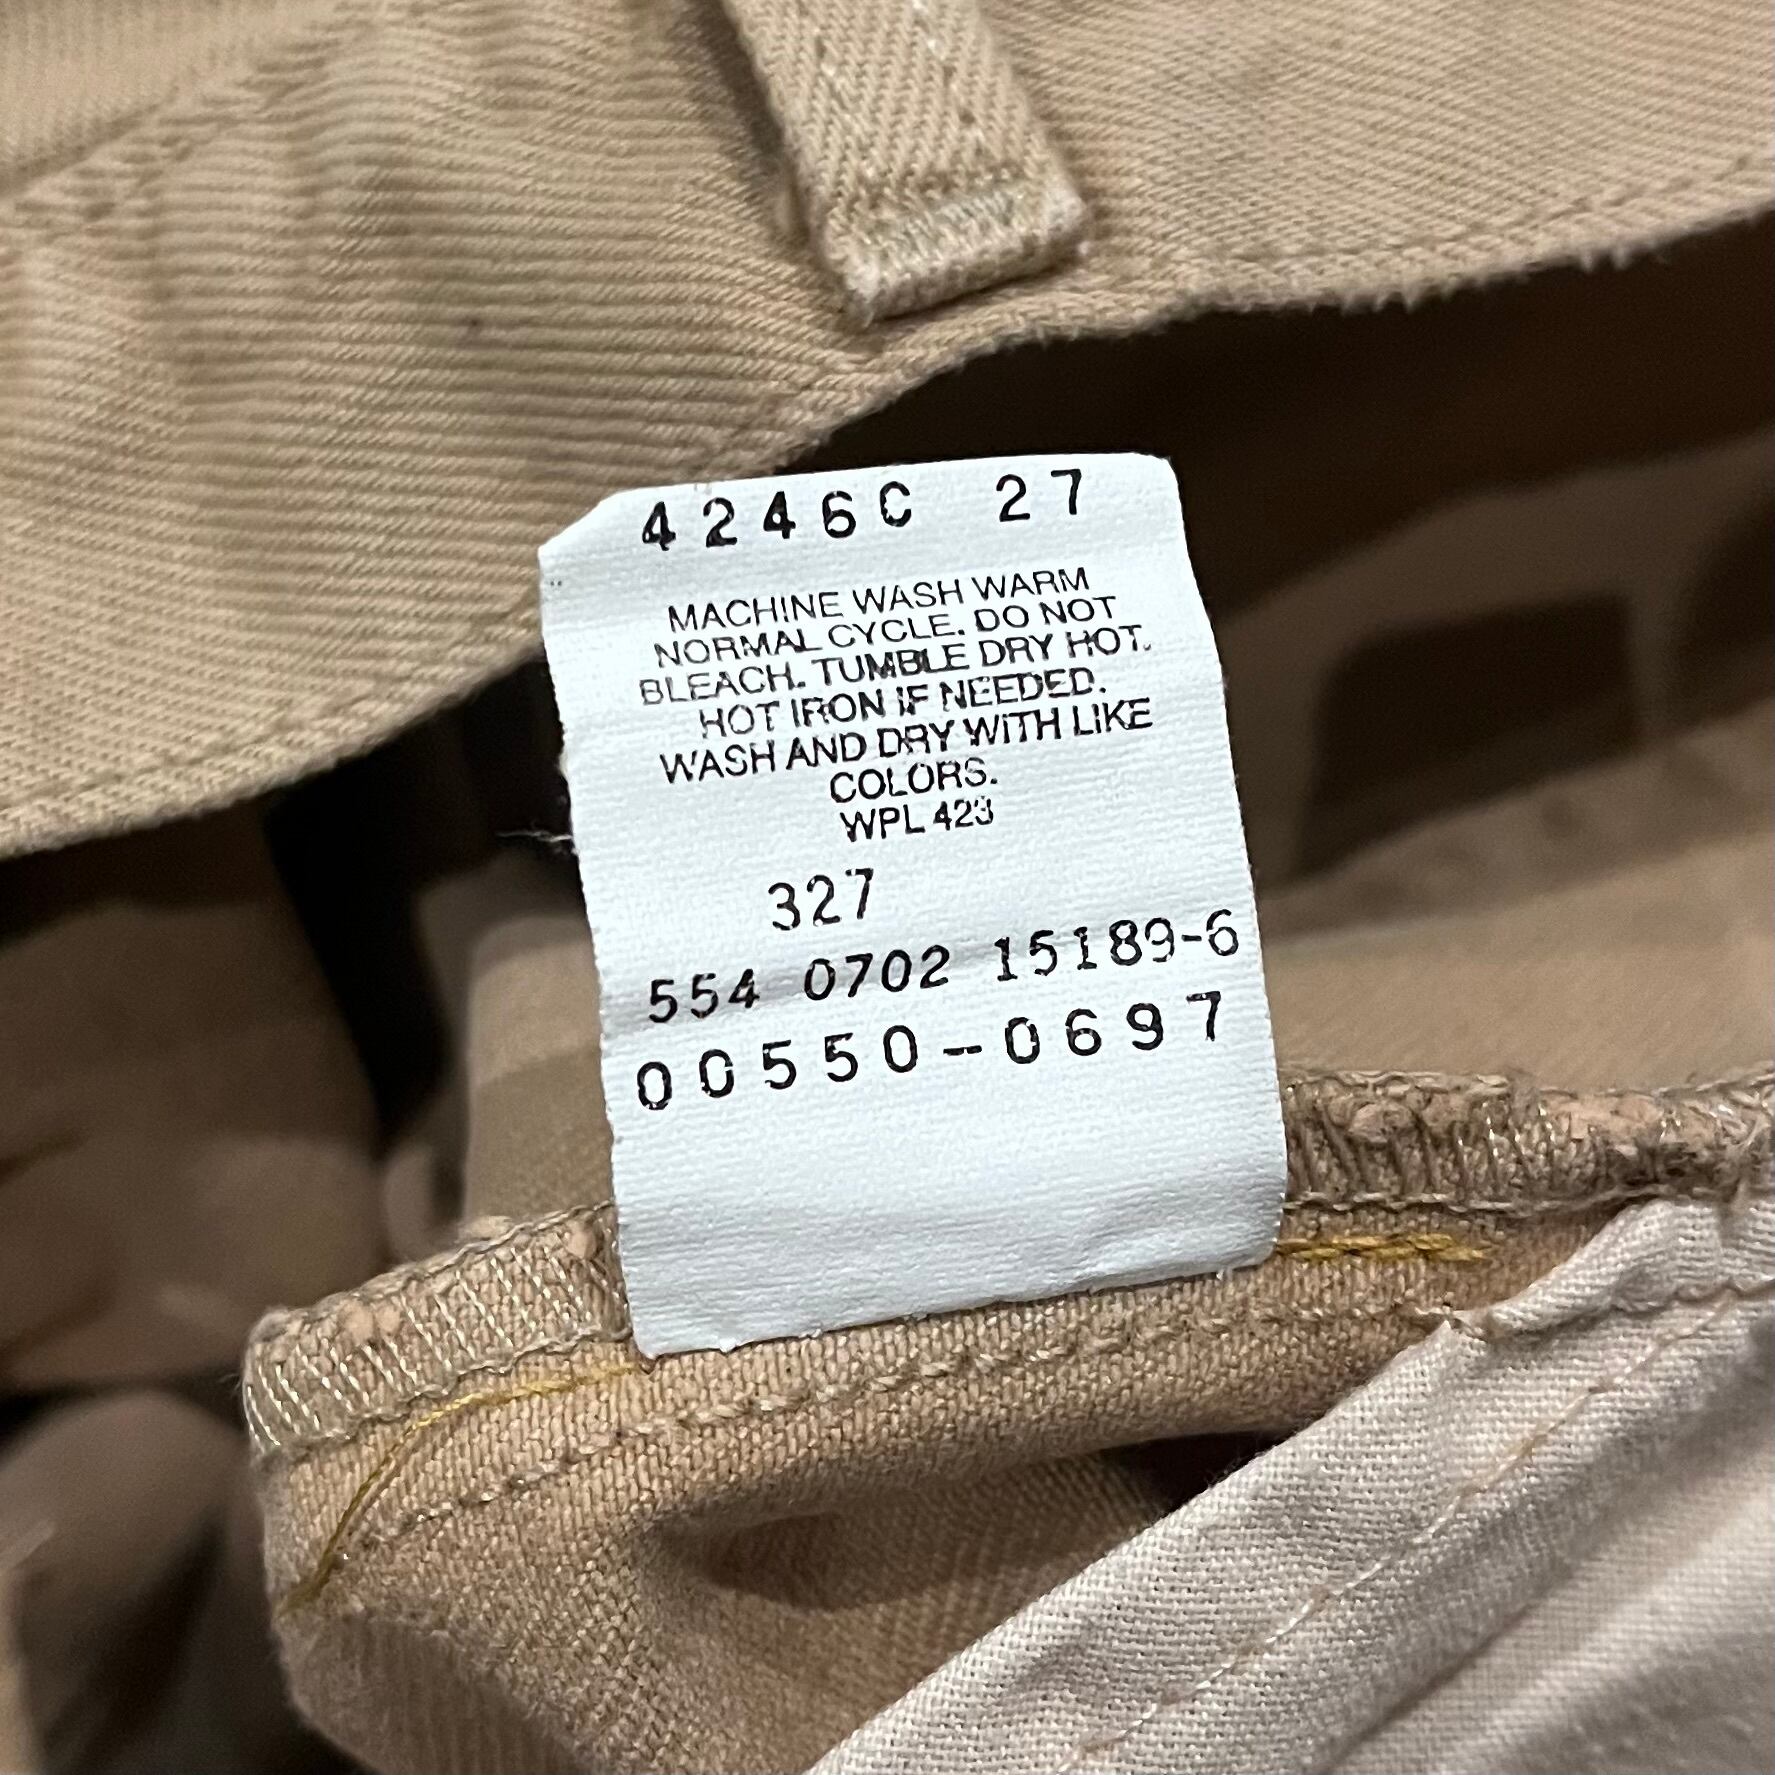 4246C 27
MACHINE WASH WARM
NORMAL CYCLE. DO NOT
BLEACH. TUMBLE DRY HOT.
HOT IRON IF NEEDED.
WASH AND DRY WITH LIKE
COLORS.
WPL 423
327
554 0702 15189-6
00550-0697